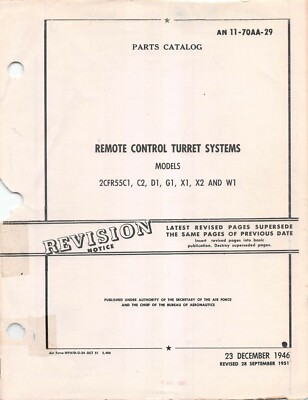 AN 11-70AA-29
PARTS CATALOG
REMOTE CONTROL TURRET SYSTEMS
MODELS
2CFR55C1, C2, D1, G1, X1, X2 AND W1
REVISION
NOTICE
LATEST REVISED PAGES SUPERSEDE
THE SAME PAGES OF PREVIOUS DATE
Insert revised pages into basic
publication. Destroy superseded pages.
PUBLISHED UNDER AUTHORITY OF THE SECRETARY OF THE AIR FORCE
AND THE CHIEF OF THE BUREAU OF AERONAUTICS
23 DECEMBER 1946
REVISED 28 SEPTEMBER 1951